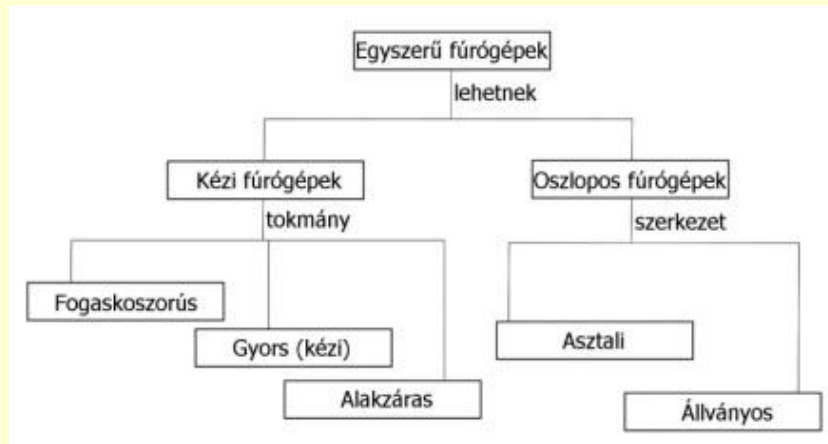 Egyszerű fúrógépek
lehetnek
Kézi fúrógépek
Oszlopos fúrógépek
tokmány
szerkezet
Fogaskoszorús
Gyors (kézi)
Asztali
Alakzáras
Állványos